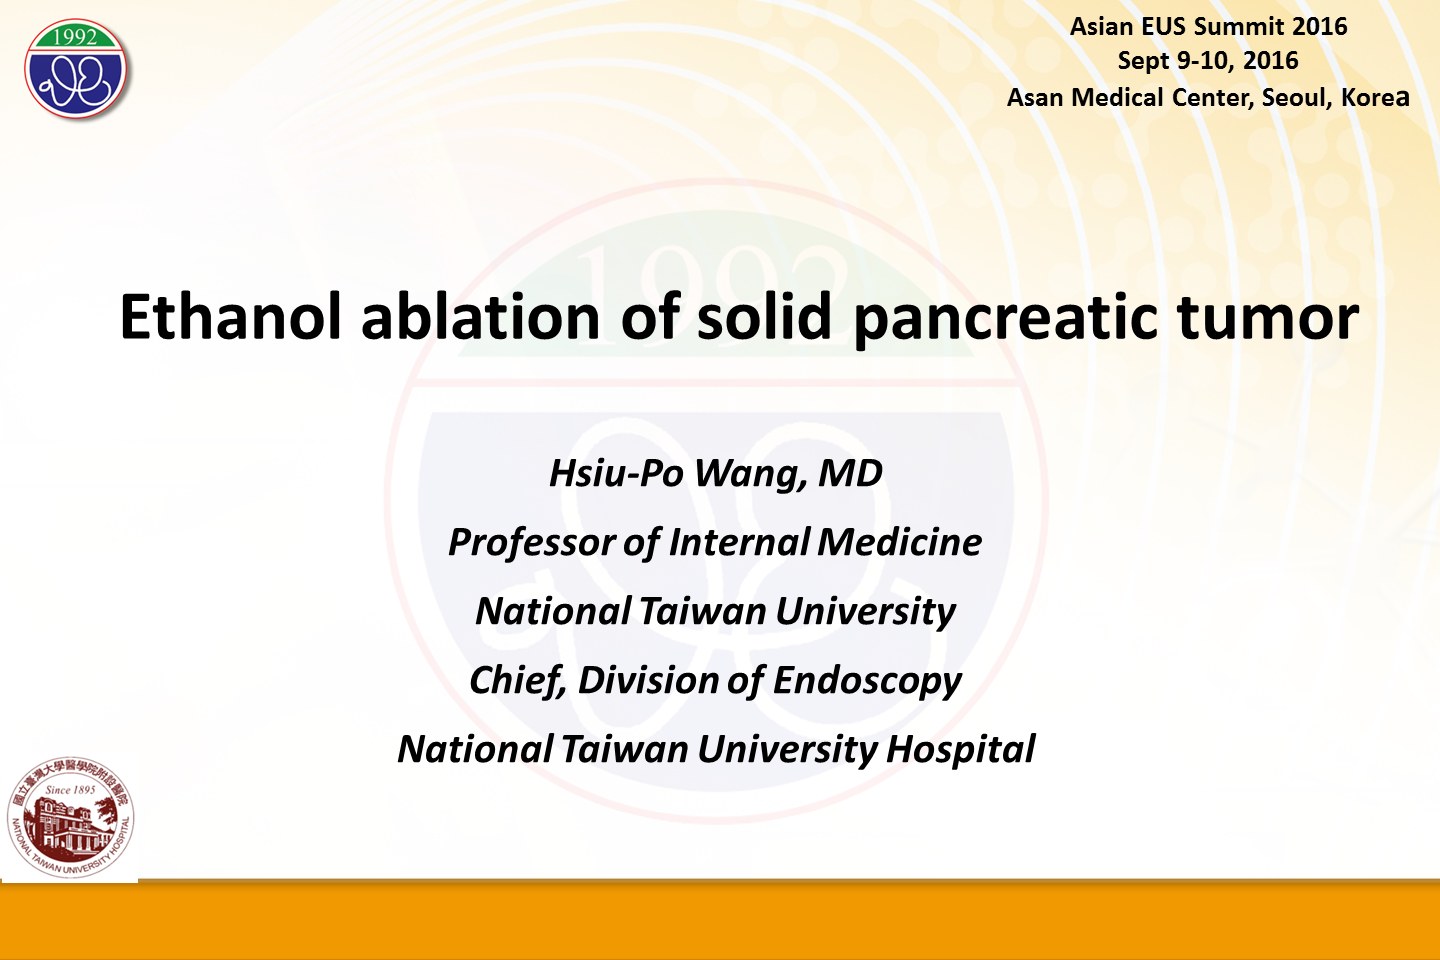 1992
Asian EUS Summit 2016
Sept 9-10, 2016
Asan Medical Center, Seoul, Korea
1992
Ethanol ablation of solid pancreatic tumor
Hsiu-Po Wang, MD
Professor of Internal Medicine
National Taiwan University
Chief, Division of Endoscopy
National Taiwan University Hospital
國立臺灣大學醫學院附設醫院
Since 1895
NATIONAL TAIWAN UNIVERSITY HOSPITAL